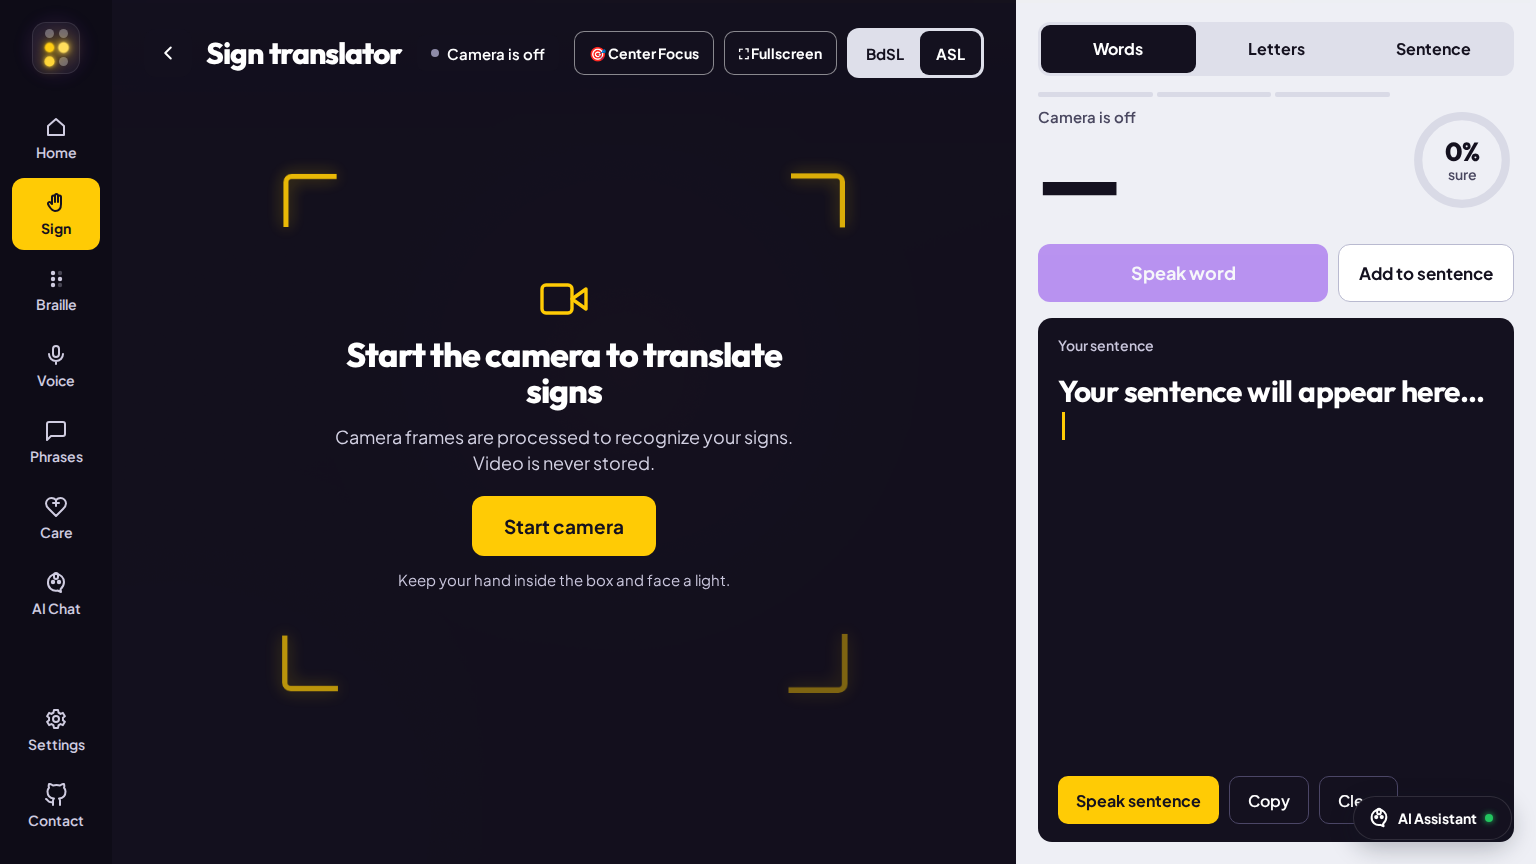 Home
Sign
Braille
Voice
Phrases
Care
AI Chat
Settings
Contact
Sign translator
Camera is off
🎯 Center Focus
⛶ Fullscreen
BdSL
ASL
Start the camera to translate
signs
Camera frames are processed to recognize your signs.
Video is never stored.
Start camera
Keep your hand inside the box and face a light.
Words
Letters
Sentence
Camera is off
0%
sure
Speak word
Add to sentence
Your sentence
Your sentence will appear here...
Speak sentence
Copy
AI Assistant